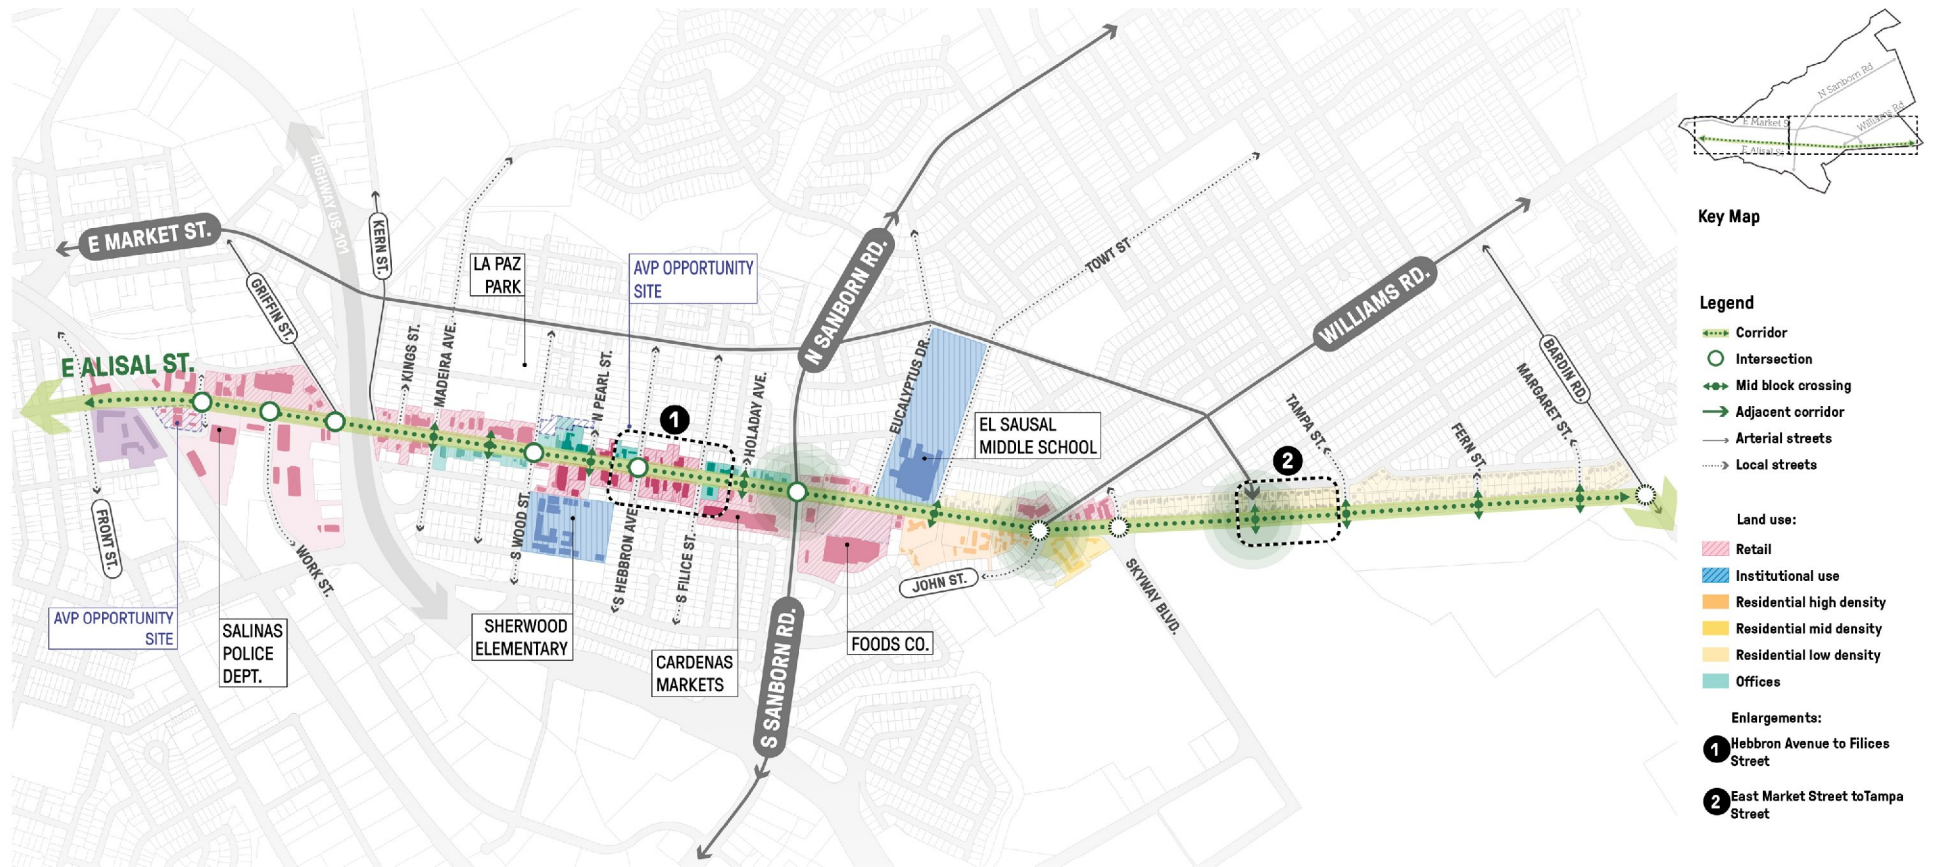 E MARKET ST.
HIGHWAY US-101
KERN ST.
GRIFFIN ST.
E ALISAL ST.
LA PAZ
PARK
AVP OPPORTUNITY
SITE
N SANBORN RD.
TOWT ST
WILLIAMS RD.
BARDIN RD.
MARGARET ST.
KINGS ST.
MADEIRA AVE.
N PEARL ST.
1
HOLADAY AVE.
EUCALYPTUS DR.
EL SAUSAL
MIDDLE SCHOOL
TAMPA ST.
2
FERN ST.
FRONT ST.
WORK ST.
S WOOD ST.
S HEBBRON AVE
S FILICE ST.
JOHN ST.
SKYWAY BLVD.
AVP OPPORTUNITY
SITE
SALINAS
POLICE
DEPT.
SHERWOOD
ELEMENTARY
CARDENAS
MARKETS
FOODS CO.
S SANBORN RD.
N Sanborn Rd
E Market S
Williams Rd
E Alisal St
Key Map
Legend
Corridor
Intersection
Mid block crossing
Adjacent corridor
Arterial streets
Local streets
Land use:
Retail
Institutional use
Residential high density
Residential mid density
Residential low density
Offices
Enlargements:
1 Hebbron Avenue to Filices
Street
2 East Market Street toTampa
Street